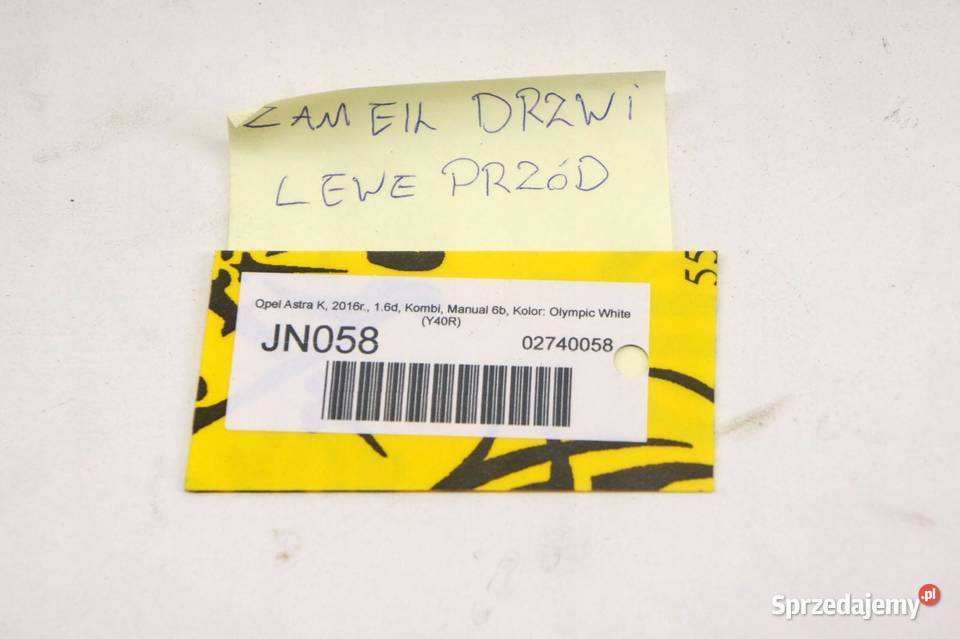 ZAMEK DRZWI
LEWE PRZÓD
55
Opel Astra K, 2016r., 1.6d, Kombi, Manual 6b, Kolor: Olympic White
(Y40R)
JN058 02740058
Sprzedajemy.pl